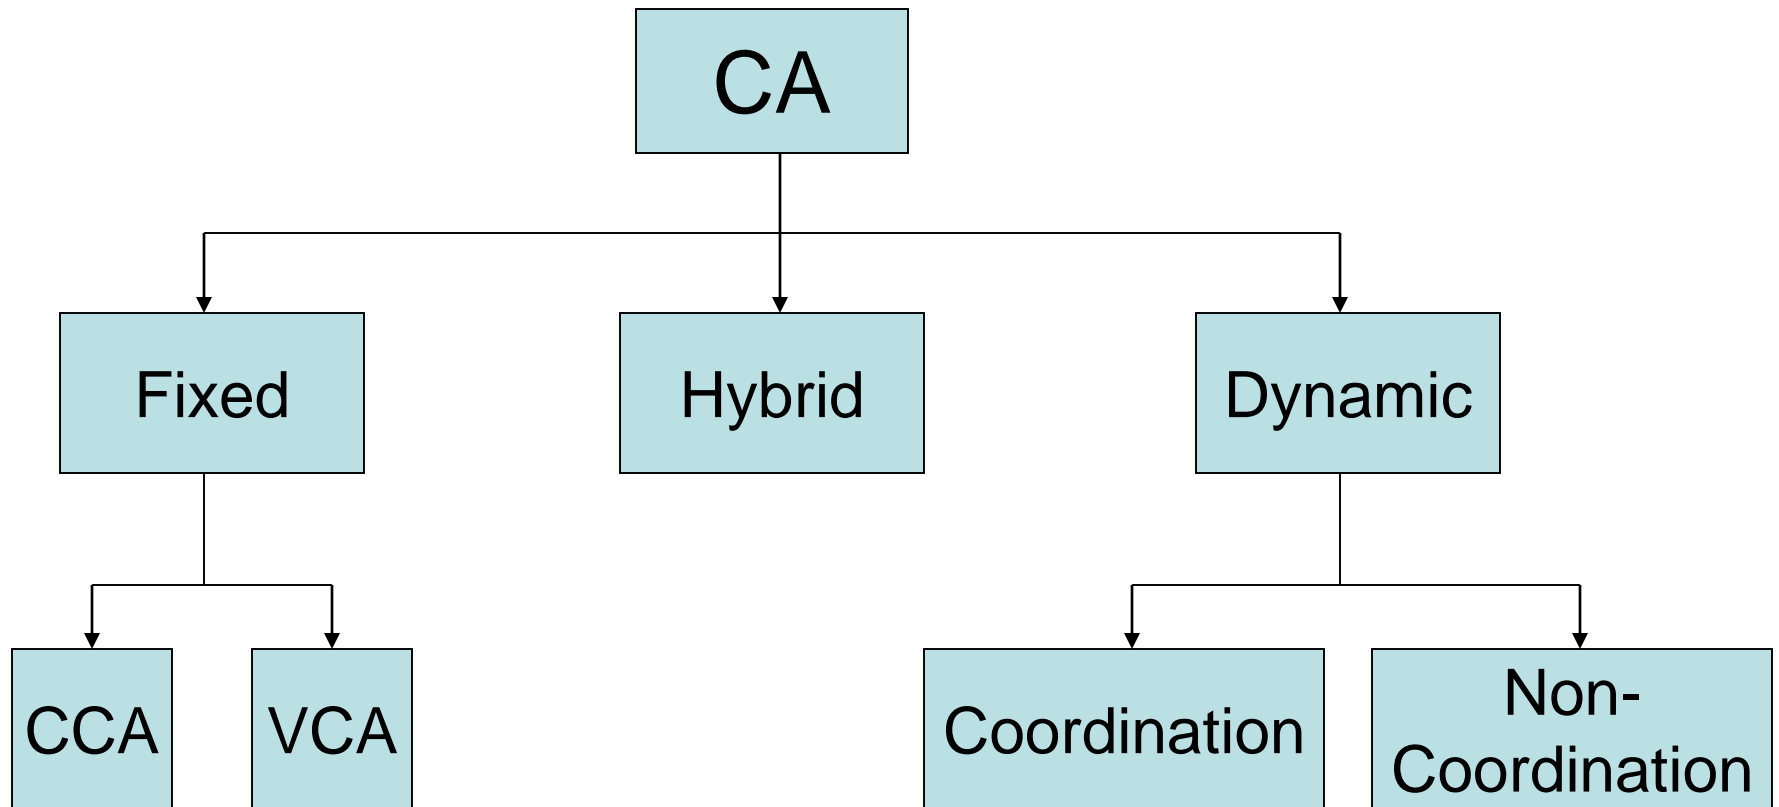 CA
Fixed
Hybrid
Dynamic
CCA
VCA
Coordination
Non-
Coordination